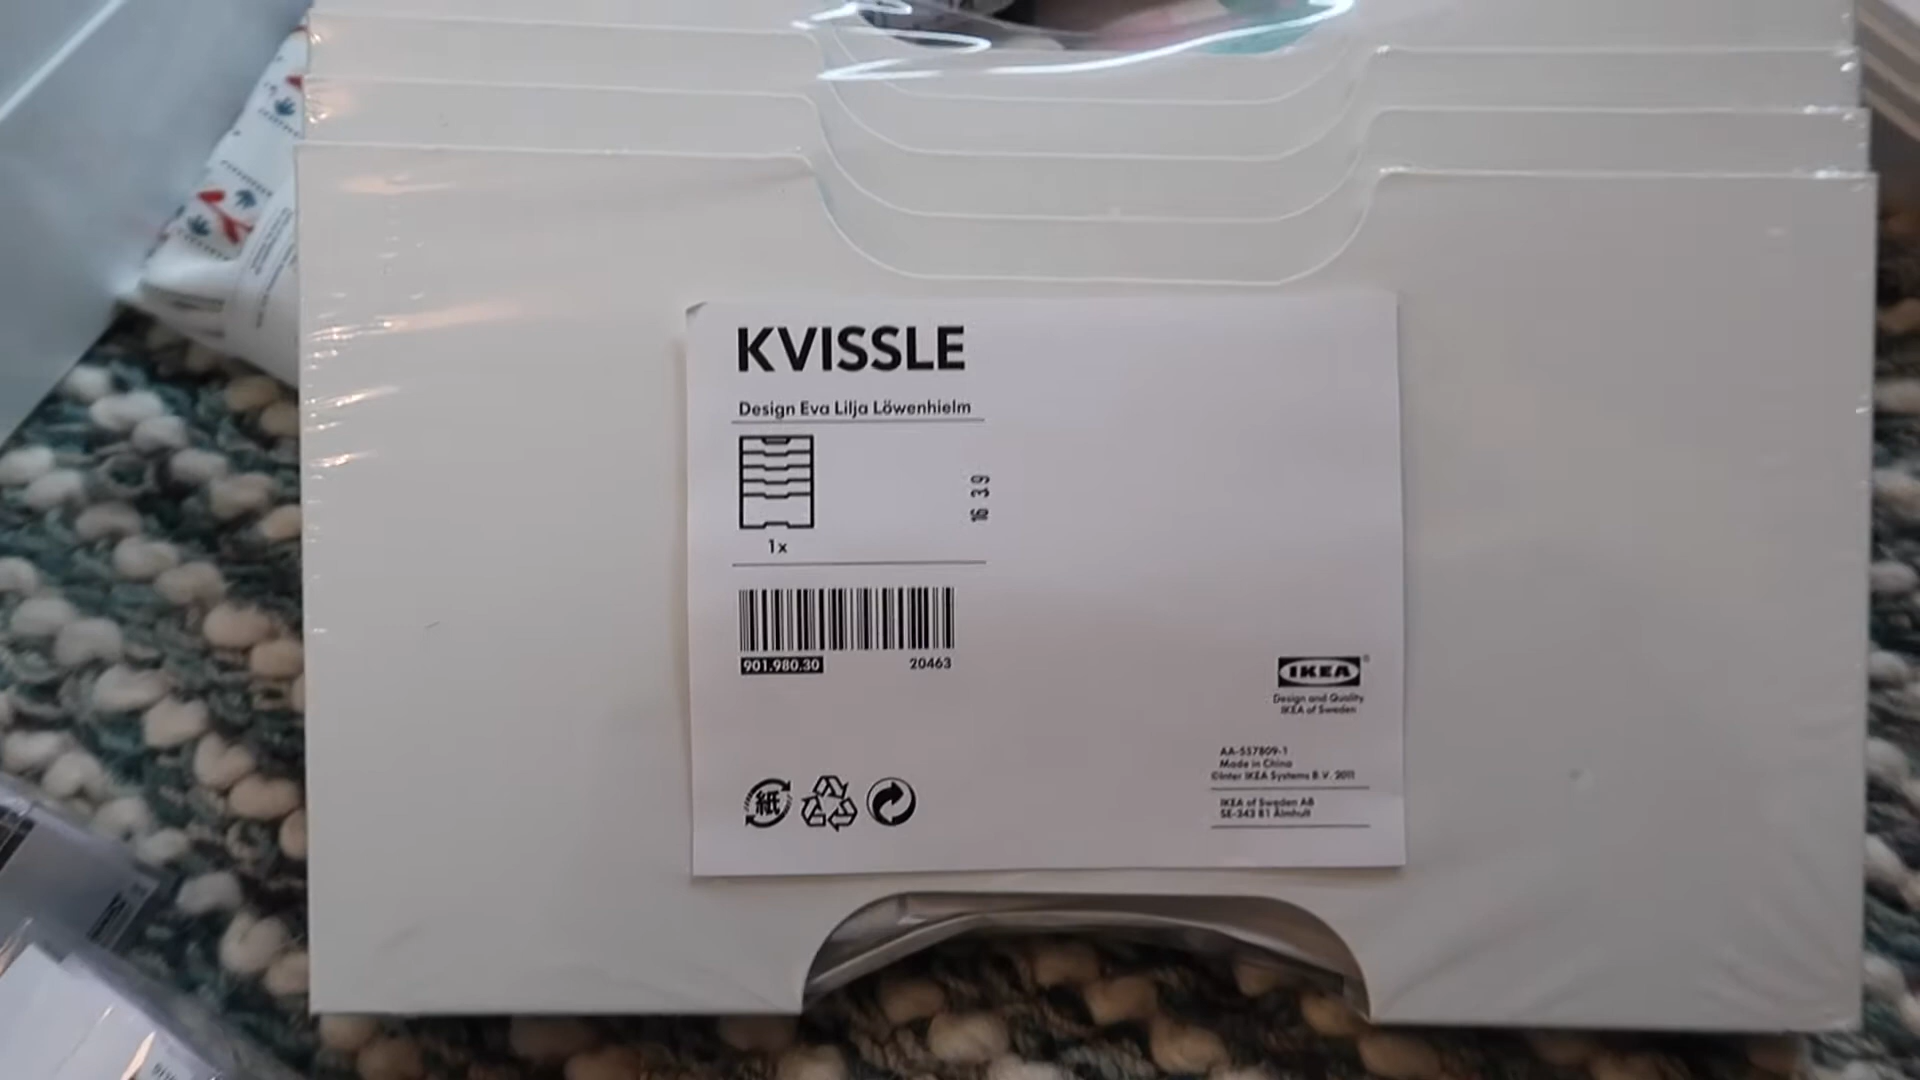 KVISSLE
Design Eva Lilja Löwenhielm
16 39
1x
901.980.30 20463
IKEA
Design and Quality
IKEA of Sweden
AA-557809-1
Made in China
©Inter IKEA Systems B.V. 2011
IKEA of Sweden AB
SE-343 81 Älmhult
紙